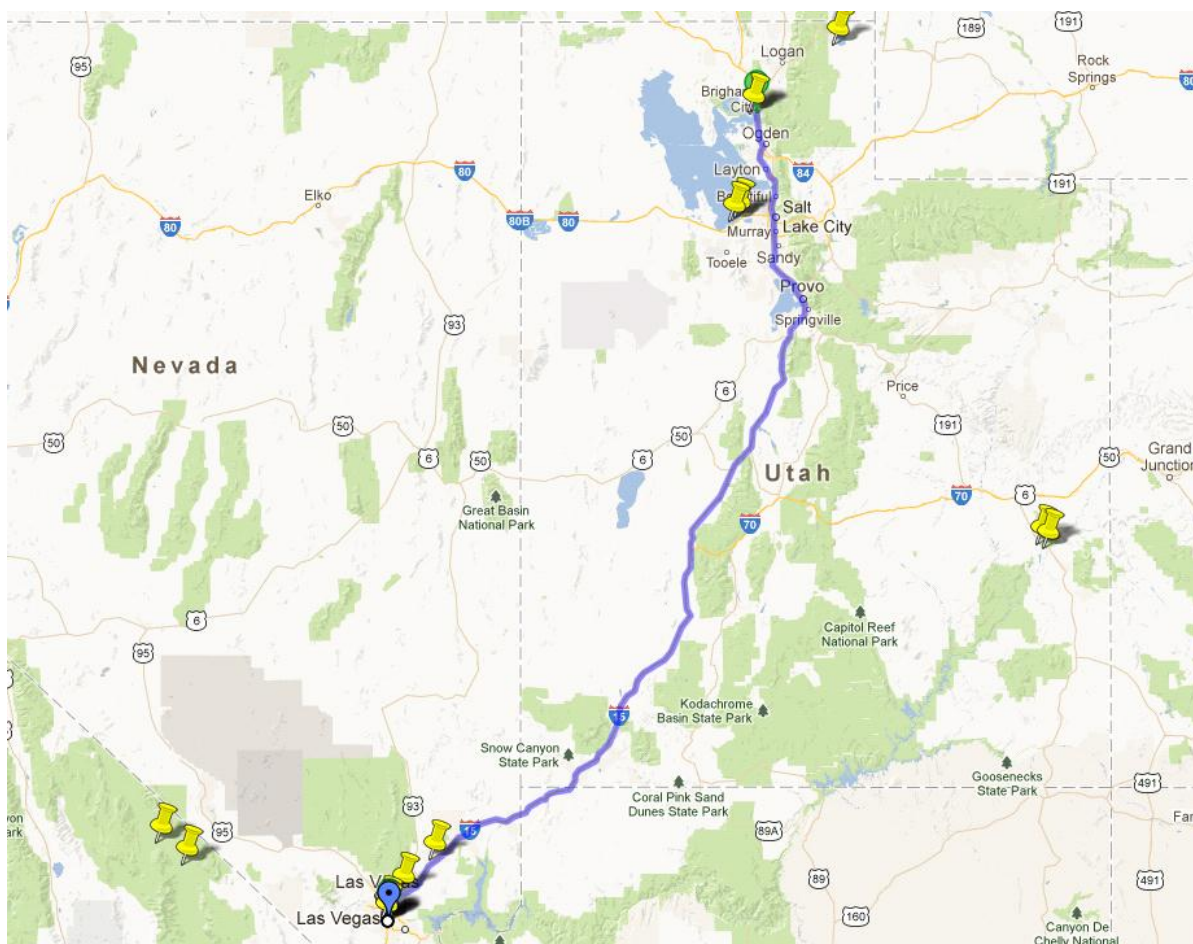 95
191
189
Logan
Rock
Springs
80
Brigham
City
Ogden
80
84
Layton
191
Elko
Salt
80
80B
80
Murray
Lake City
Tooele
Sandy
Provo
Springville
93
Nevada
6
Price
191
50
50
6
50
50
6
Utah
50
Grand
Junction
6
70
Great Basin
National Park
70
6
Capitol Reef
National Park
95
Kodachrome
Basin State Park
15
Snow Canyon
State Park
Goosenecks
State Park
491
Coral Pink Sand
Dunes State Park
93
95
15
89A
Las Vegas
89
491
Las Vegas
160
Canyon De
Chelly National